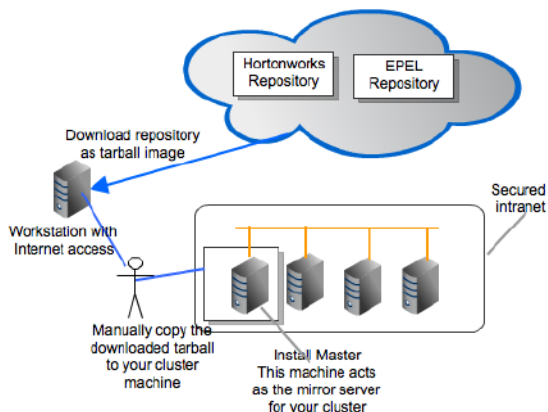 Hortonworks
Repository
EPEL
Repository
Download repository
as tarball image
Secured
intranet
Workstation with
Internet access
Manually copy the
downloaded tarball
to your cluster
machine
Install Master
This machine acts
as the mirror server
for your cluster